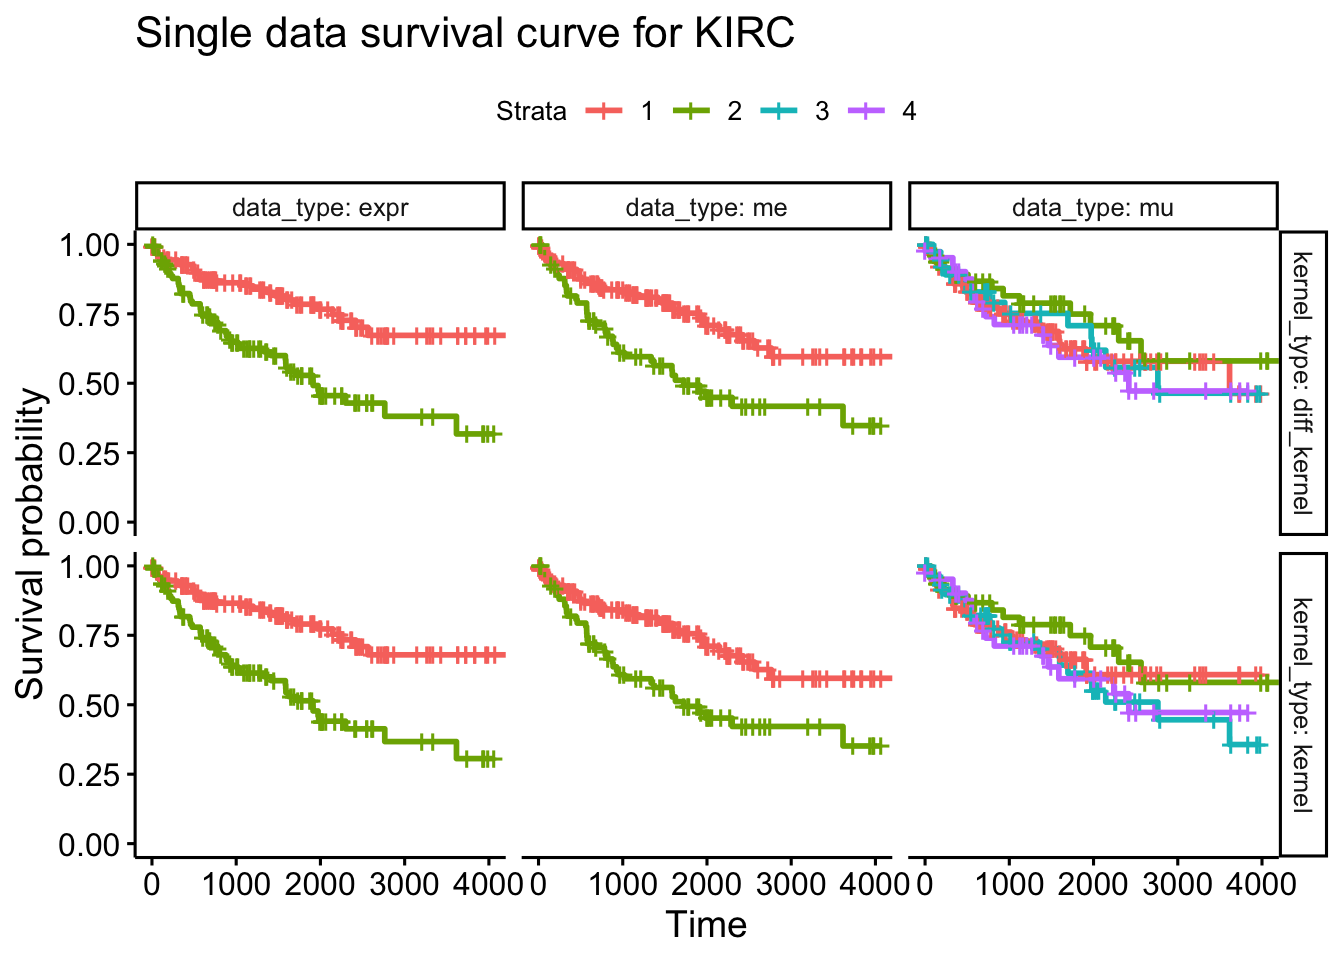 Single data survival curve for KIRC
Strata 1 2 3 4
data_type: expr data_type: me data_type: mu
Survival probability
1.00
0.75
0.50
0.25
0.00
kernel_type: diff_kernel
1.00
0.75
0.50
0.25
0.00
kernel_type: kernel
0 1000 2000 3000 4000 0 1000 2000 3000 4000 0 1000 2000 3000 4000
Time